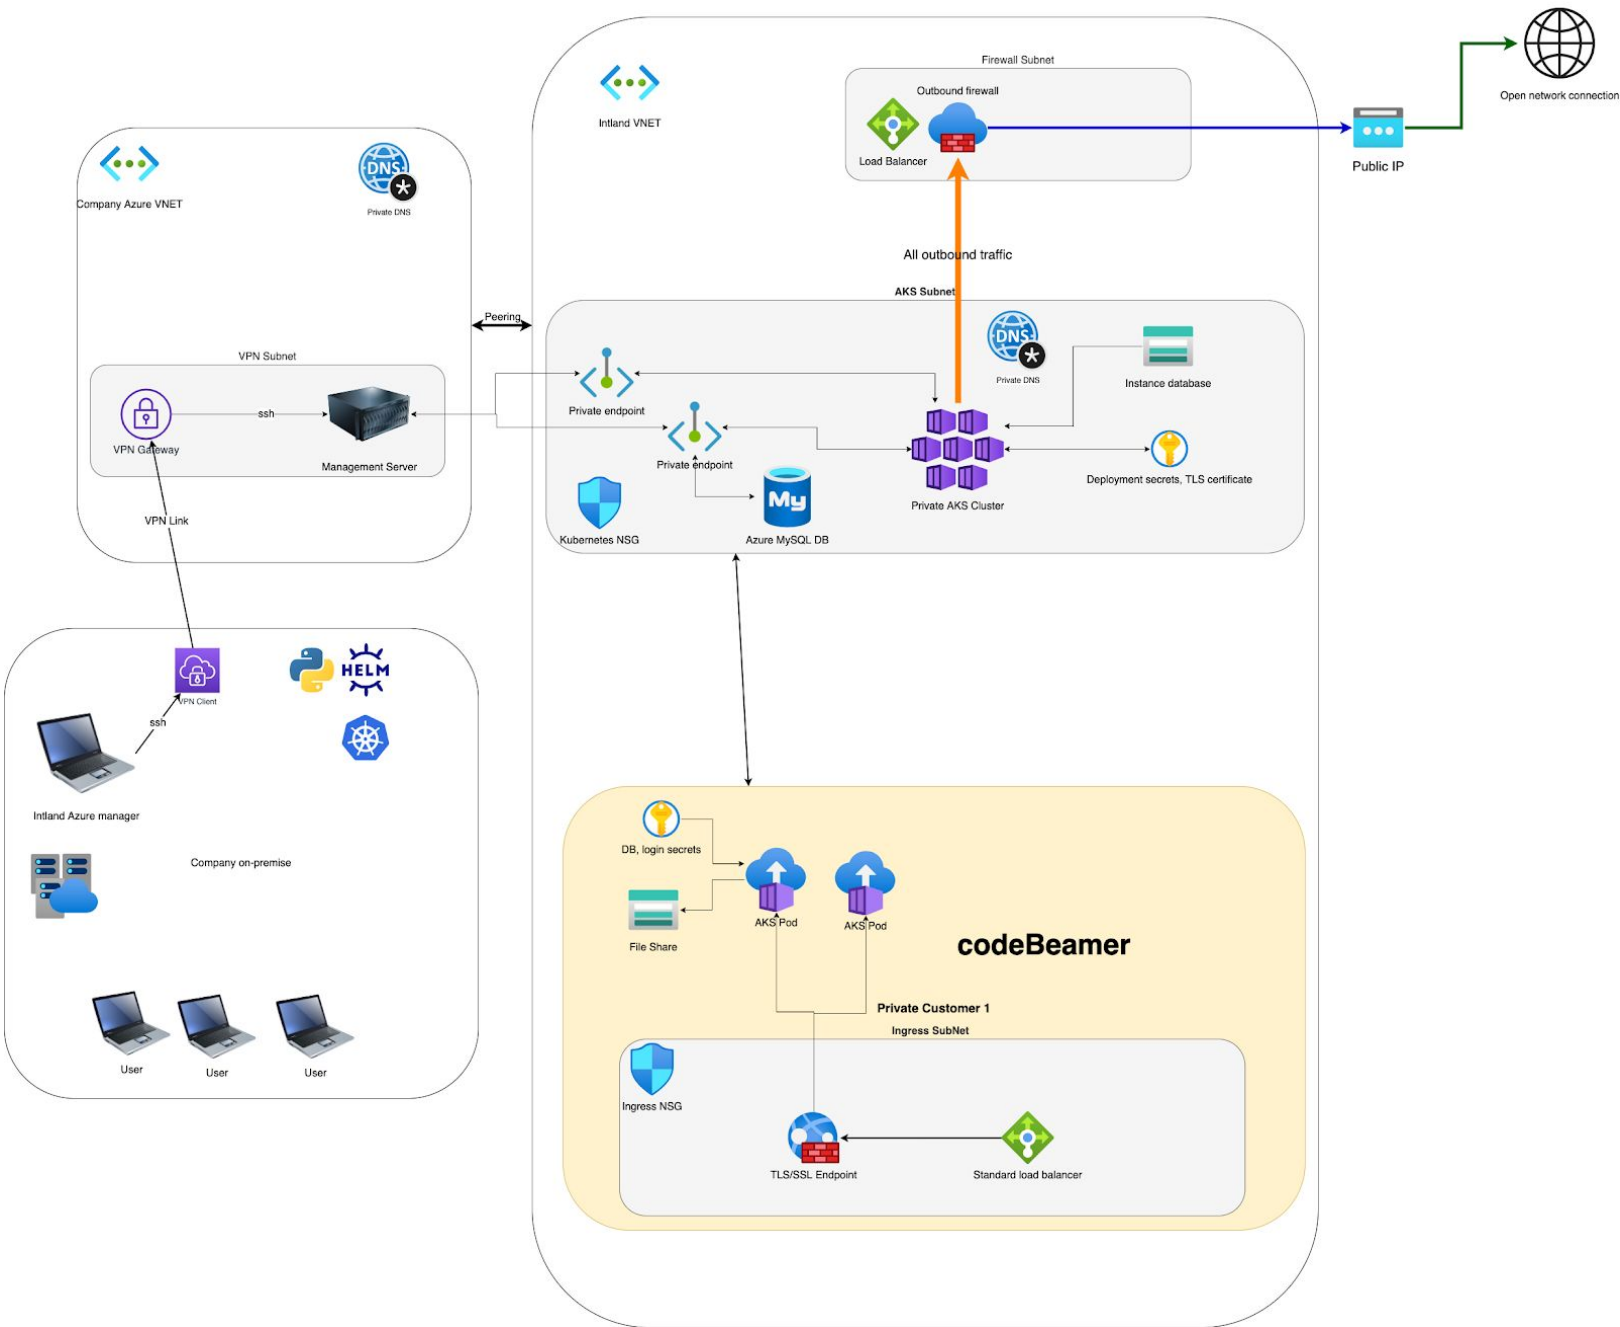 Open network connection
Public IP
Firewall Subnet
Outbound firewall
Load Balancer
Intland VNET
All outbound traffic
Company Azure VNET
DNS
Private DNS
Peering
VPN Subnet
VPN Gateway
ssh
Management Server
VPN Link
AKS Subnet
DNS
Private DNS
Instance database
Private endpoint
Private endpoint
Kubernetes NSG
My
Azure MySQL DB
Private AKS Cluster
Deployment secrets, TLS certificate
VPN Client
ssh
HELM
Intland Azure manager
Company on-premise
User
User
User
DB, login secrets
File Share
AKS Pod
AKS Pod
codeBeamer
Private Customer 1
Ingress SubNet
Ingress NSG
TLS/SSL Endpoint
Standard load balancer